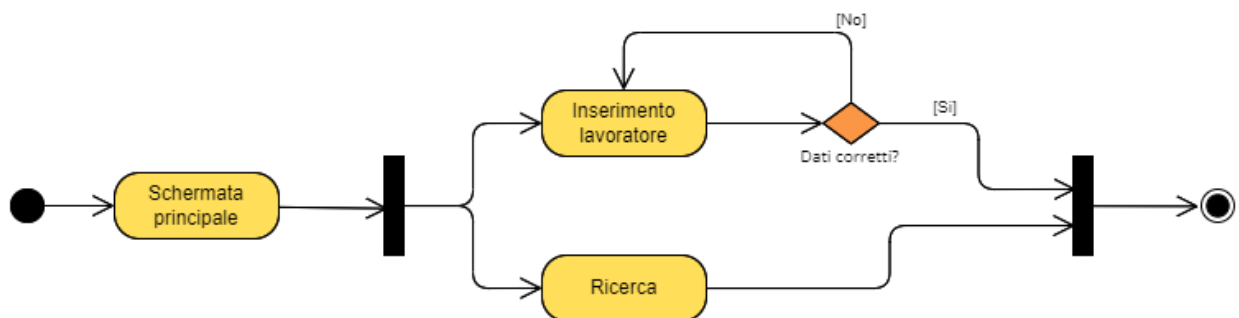 [No]
Inserimento
lavoratore
[Si]
Dati corretti?
Schermata
principale
Ricerca